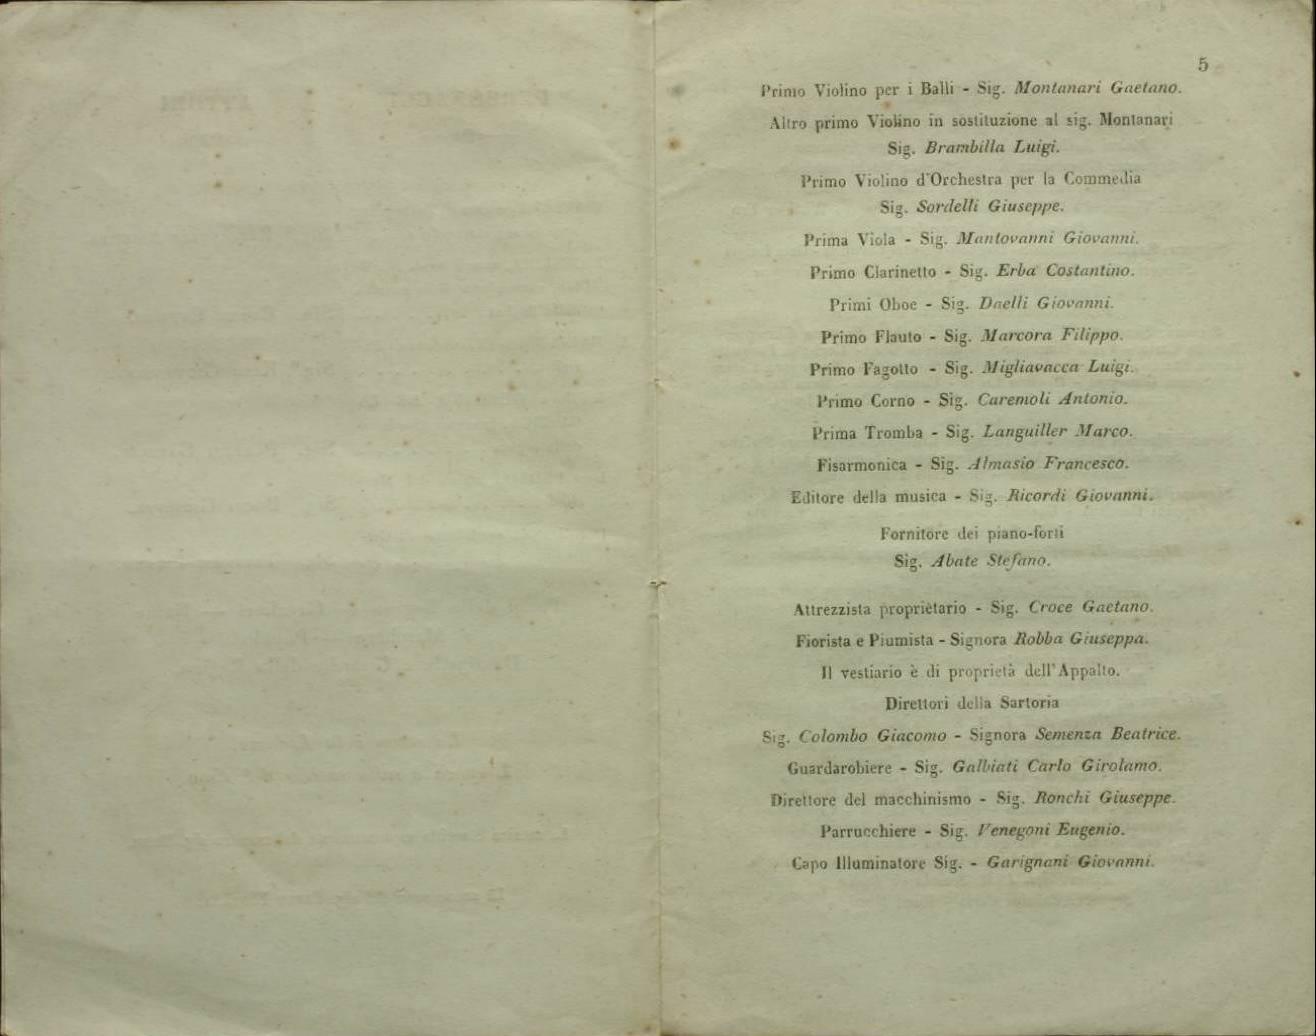 5
Primo Violino per i Balli - Sig. Montanari Gaetano.
Altro primo Violino in sostituzione al sig. Montanari
Sig. Brambilla Luigi.
Primo Violino d'Orchestra per la Commedia
Sig. Sordelli Giuseppe.
Prima Viola - Sig. Mantovanni Giovanni.
Primo Clarinetto - Sig. Erba Costantino.
Primi Oboe - Sig. Daelli Giovanni.
Primo Flauto - Sig. Marcora Filippo.
Primo Fagotto - Sig. Migliavacca Luigi.
Primo Corno - Sig. Caremoli Antonio.
Prima Tromba - Sig. Languiller Marco.
Fisarmonica - Sig. Almasio Francesco.
Editore della musica - Sig. Ricordi Giovanni.
Fornitore dei piano-forti
Sig. Abate Stefano.
Attrezzista proprietario - Sig. Croce Gaetano.
Fiorista e Piumista - Signora Robba Giuseppa.
Il vestiario è di proprietà dell'Appalto.
Direttori della Sartoria
Sig. Colombo Giacomo - Signora Semenza Beatrice.
Guardarobiere - Sig. Galbiati Carlo Girolamo.
Direttore del macchinismo - Sig. Ronchi Giuseppe.
Parrucchiere - Sig. Venegoni Eugenio.
Capo Illuminatore Sig. - Garignani Giovanni.